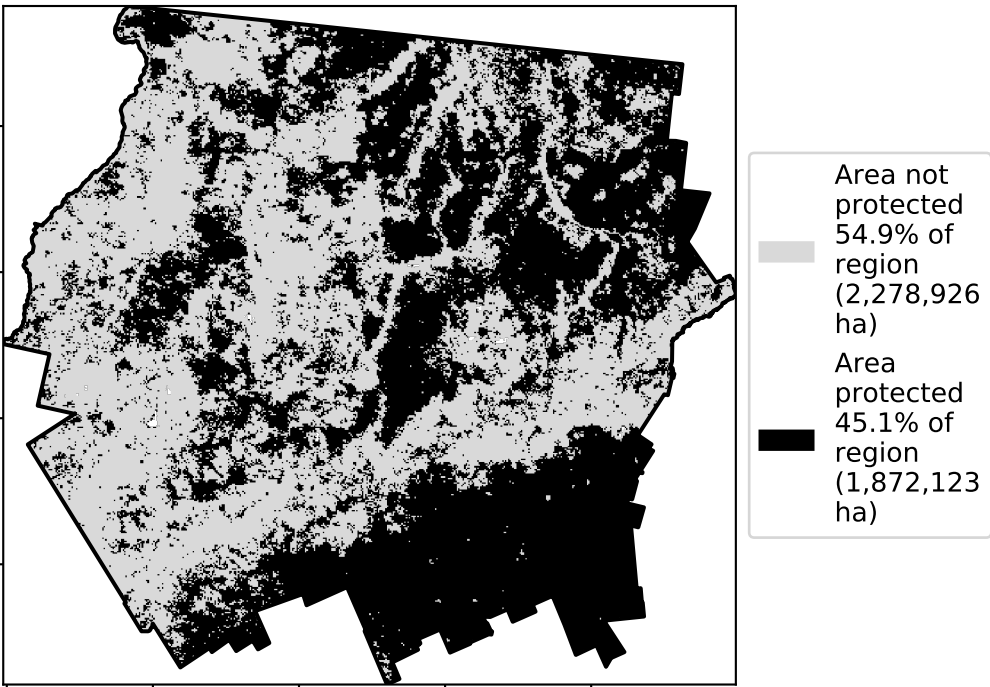 Area not
protected
54.9% of
region
(2,278,926
ha)
Area
protected
45.1% of
region
(1,872,123
ha)